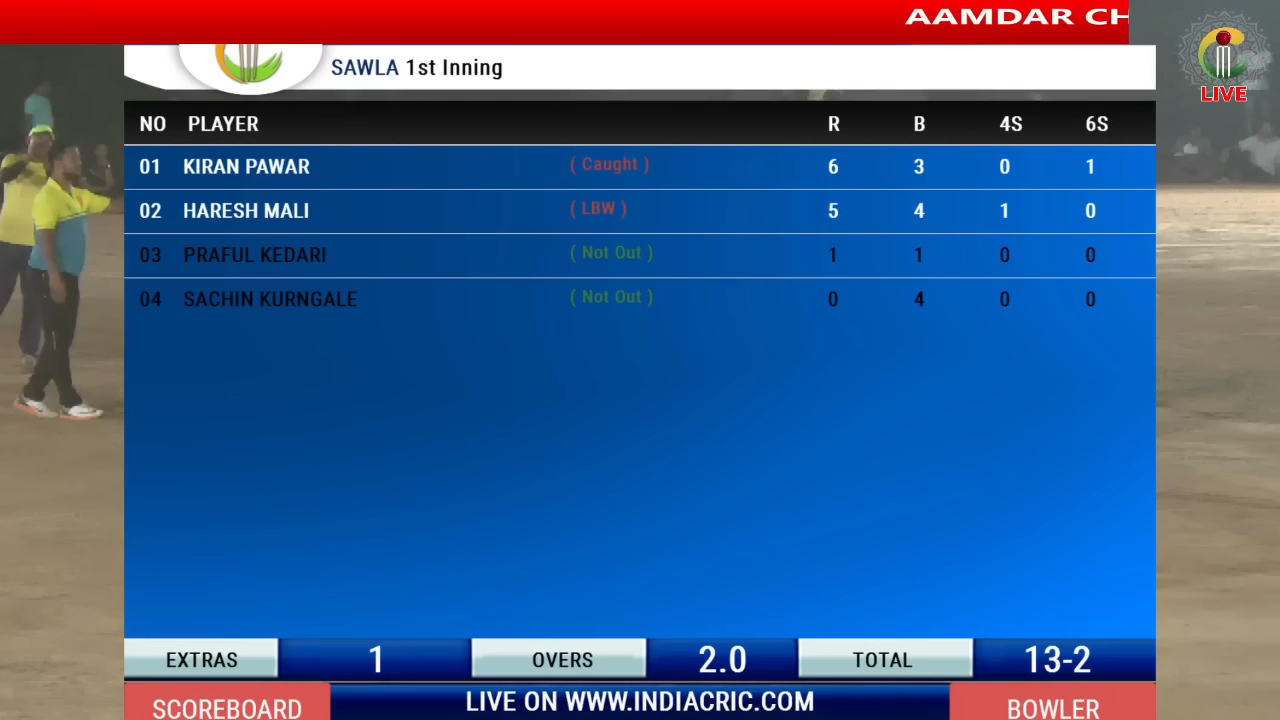 AAMDAR CH
LIVE
SAWLA 1st Inning
NO PLAYER R B 4S 6S
01 KIRAN PAWAR ( Caught ) 6 3 0 1
02 HARESH MALI ( LBW ) 5 4 1 0
03 PRAFUL KEDARI ( Not Out ) 1 1 0 0
04 SACHIN KURNGALE ( Not Out ) 0 4 0 0
EXTRAS 1 OVERS 2.0 TOTAL 13-2
SCOREBOARD LIVE ON WWW.INDIACRIC.COM BOWLER